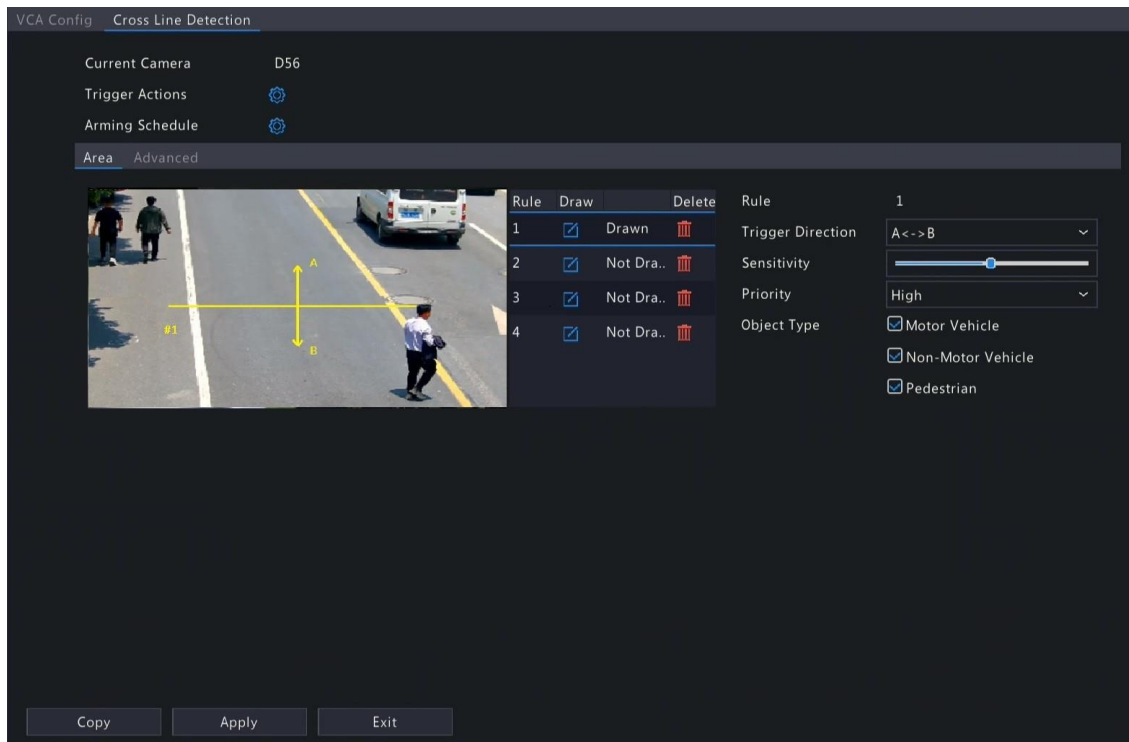 VCA Config Cross Line Detection
Current Camera D56
Trigger Actions
Arming Schedule
Area Advanced
Rule Draw Delete
1 Drawn
2 Not Dra..
3 Not Dra..
4 Not Dra..
A
#1
B
Rule 1
Trigger Direction A<->B
Sensitivity
Priority High
Object Type Motor Vehicle
Non-Motor Vehicle
Pedestrian
Copy Apply Exit